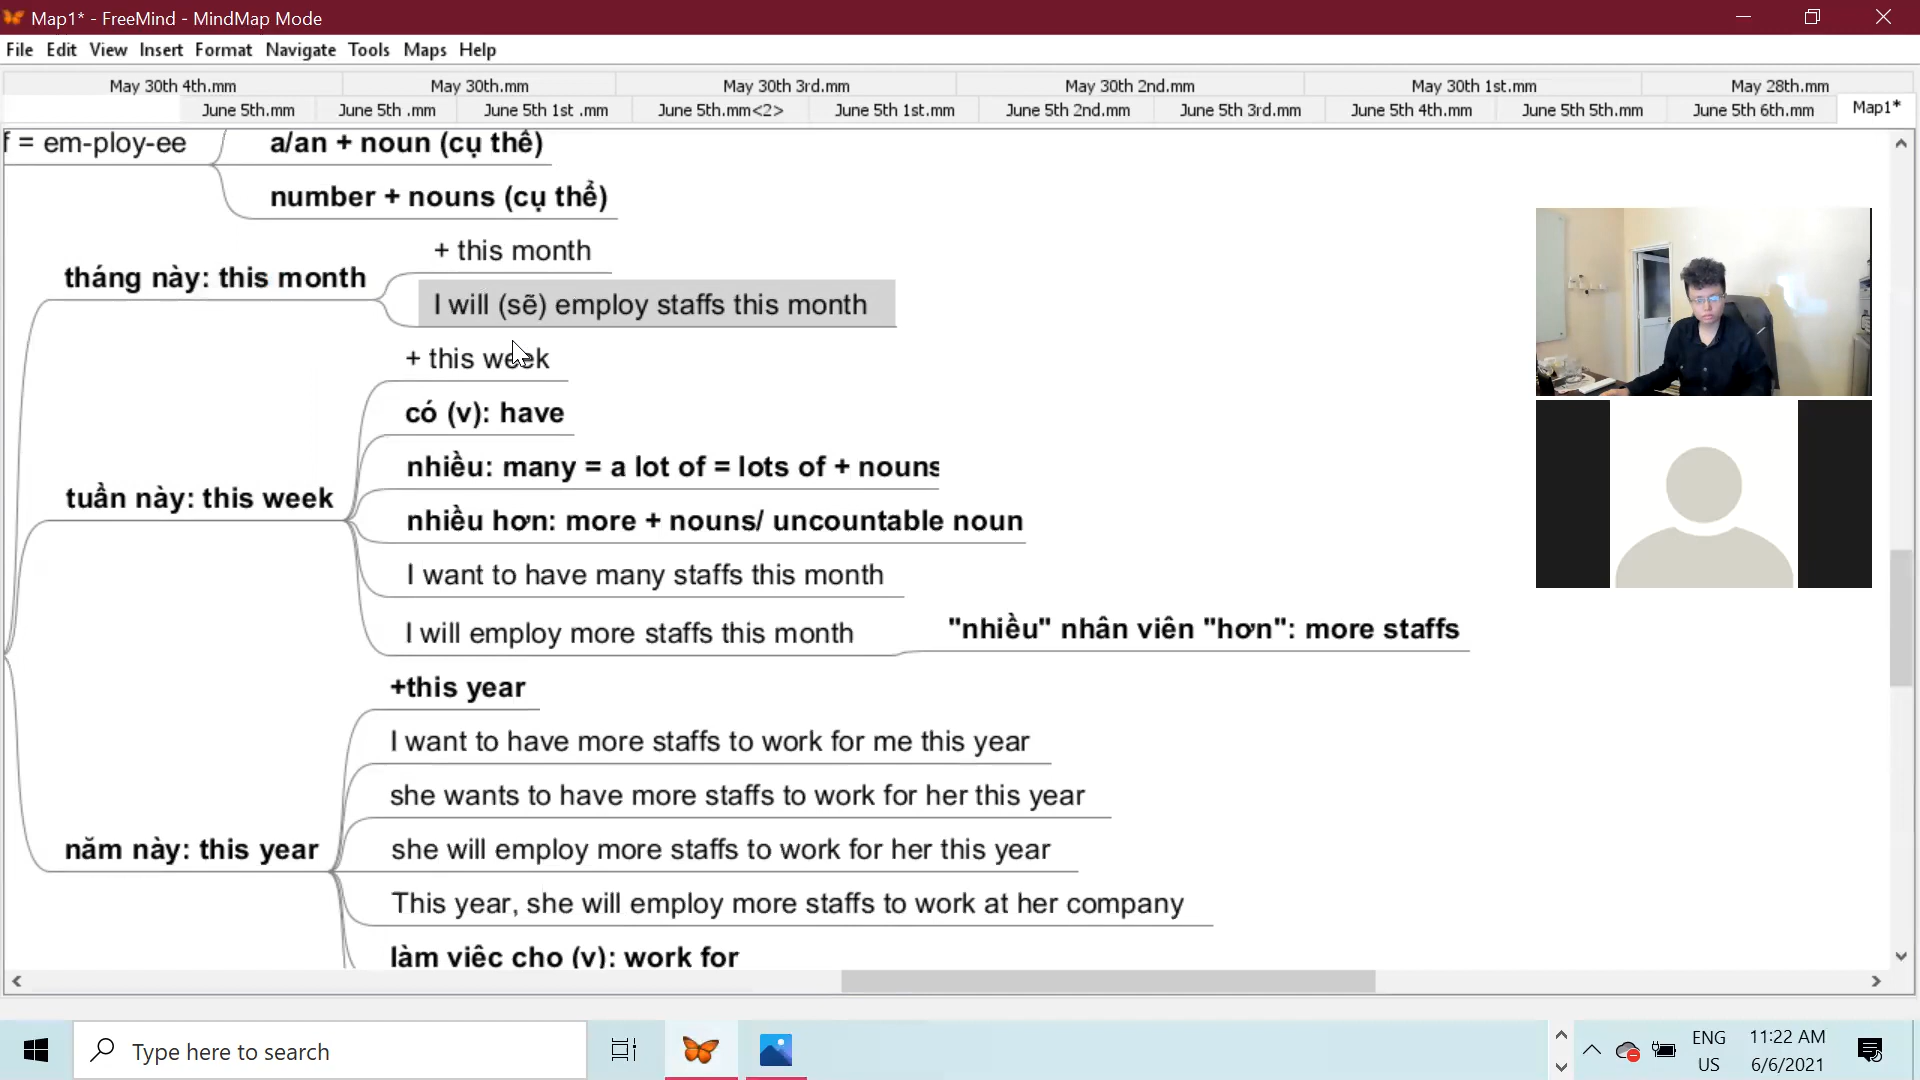 Map1* - FreeMind - MindMap Mode
File Edit View Insert Format Navigate Tools Maps Help
May 30th 4th.mm May 30th.mm May 30th 3rd.mm May 30th 2nd.mm May 30th 1st.mm May 28th.mm
June 5th.mm June 5th .mm June 5th 1st .mm June 5th.mm<2> June 5th 1st.mm June 5th 2nd.mm June 5th 3rd.mm June 5th 4th.mm June 5th 5th.mm June 5th 6th.mm Map1*
f = em-ploy-ee
a/an + noun (cụ thể)
number + nouns (cụ thể)
tháng này: this month
+ this month
I will (sẽ) employ staffs this month
tuần này: this week
+ this week
có (v): have
nhiều: many = a lot of = lots of + nouns
nhiều hơn: more + nouns/ uncountable noun
I want to have many staffs this month
I will employ more staffs this month
"nhiều" nhân viên "hơn": more staffs
năm này: this year
+this year
I want to have more staffs to work for me this year
she wants to have more staffs to work for her this year
she will employ more staffs to work for her this year
This year, she will employ more staffs to work at her company
làm việc cho (v): work for
Type here to search
ENG
US
11:22 AM
6/6/2021